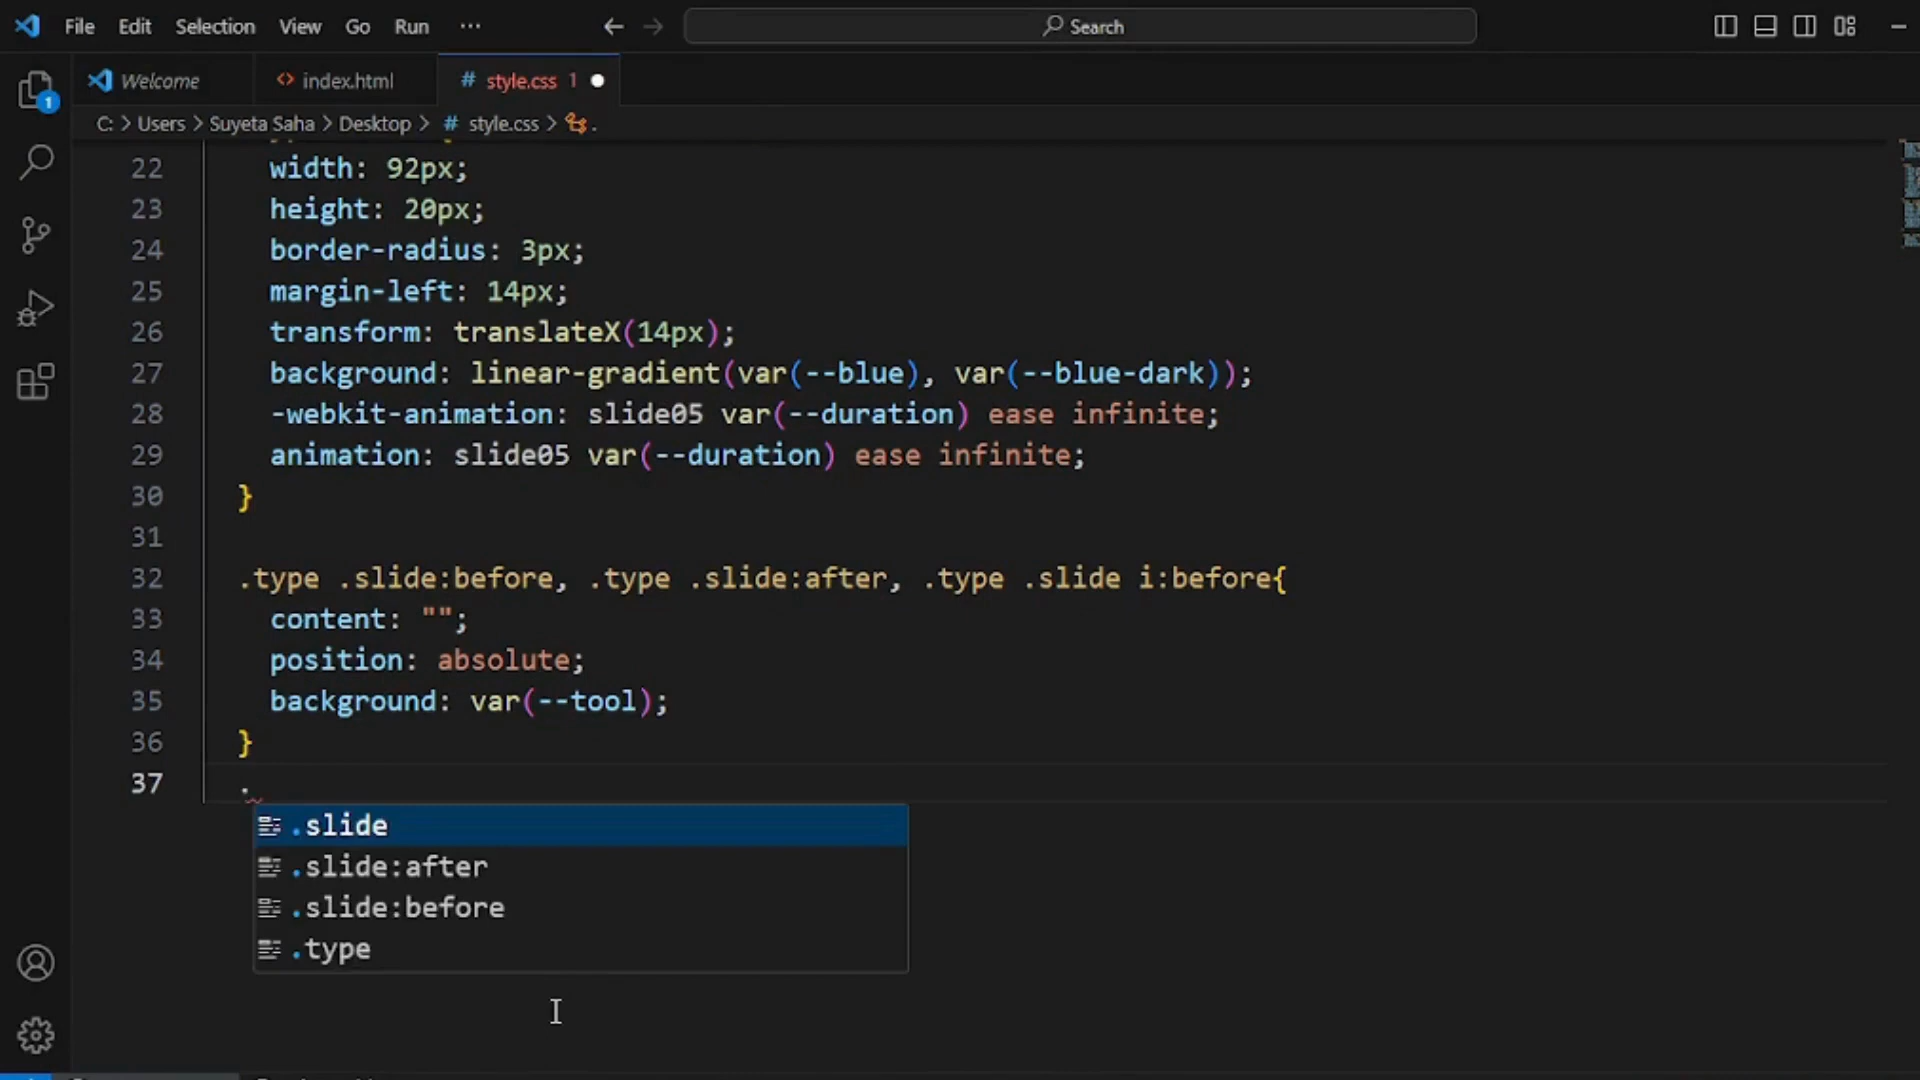 File Edit Selection View Go Run ··· Search
Welcome index.html style.css 1
C: > Users > Suyeta Saha > Desktop > # style.css > .
22 width: 92px;
23 height: 20px;
24 border-radius: 3px;
25 margin-left: 14px;
26 transform: translateX(14px);
27 background: linear-gradient(var(--blue), var(--blue-dark));
28 -webkit-animation: slide05 var(--duration) ease infinite;
29 animation: slide05 var(--duration) ease infinite;
30 }
31
32 .type .slide:before, .type .slide:after, .type .slide i:before{
33 content: "";
34 position: absolute;
35 background: var(--tool);
36 }
37 .
.slide
.slide:after
.slide:before
.type
1